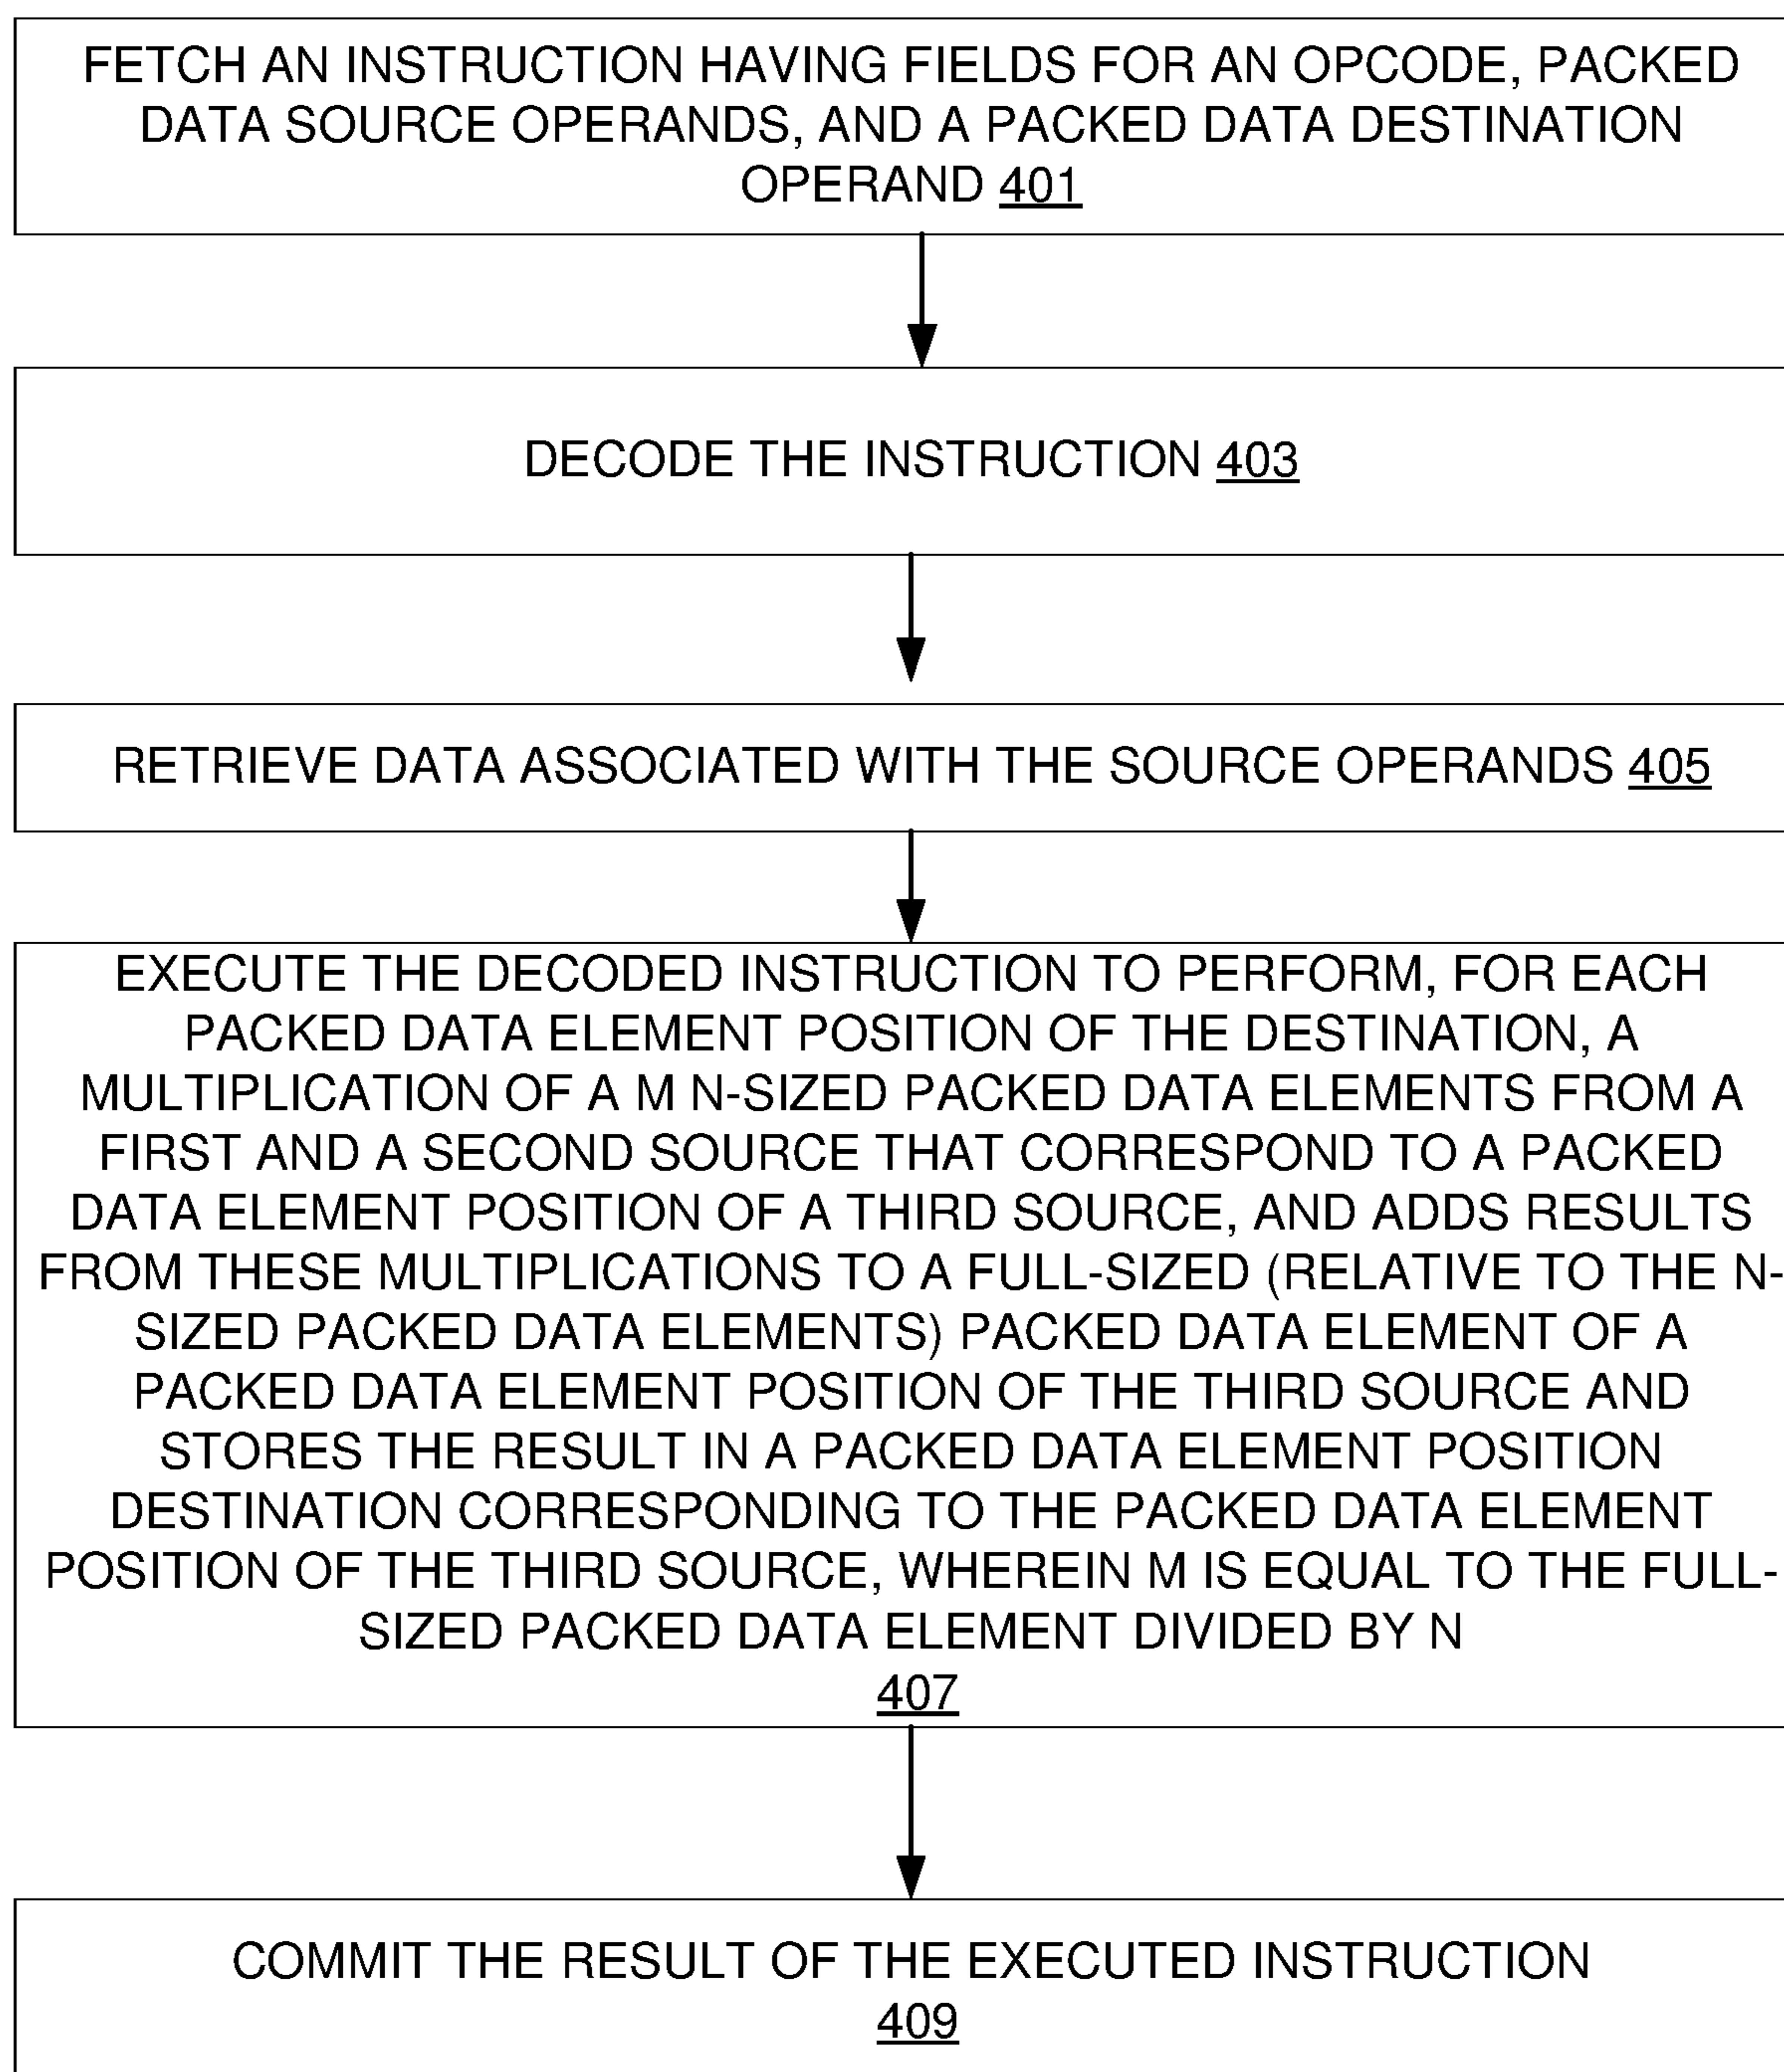 FETCH AN INSTRUCTION HAVING FIELDS FOR AN OPCODE, PACKED
DATA SOURCE OPERANDS, AND A PACKED DATA DESTINATION
OPERAND 401
DECODE THE INSTRUCTION 403
RETRIEVE DATA ASSOCIATED WITH THE SOURCE OPERANDS 405
EXECUTE THE DECODED INSTRUCTION TO PERFORM, FOR EACH
PACKED DATA ELEMENT POSITION OF THE DESTINATION, A
MULTIPLICATION OF A M N-SIZED PACKED DATA ELEMENTS FROM A
FIRST AND A SECOND SOURCE THAT CORRESPOND TO A PACKED
DATA ELEMENT POSITION OF A THIRD SOURCE, AND ADDS RESULTS
FROM THESE MULTIPLICATIONS TO A FULL-SIZED (RELATIVE TO THE N-
SIZED PACKED DATA ELEMENTS) PACKED DATA ELEMENT OF A
PACKED DATA ELEMENT POSITION OF THE THIRD SOURCE AND
STORES THE RESULT IN A PACKED DATA ELEMENT POSITION
DESTINATION CORRESPONDING TO THE PACKED DATA ELEMENT
POSITION OF THE THIRD SOURCE, WHEREIN M IS EQUAL TO THE FULL-
SIZED PACKED DATA ELEMENT DIVIDED BY N
407
COMMIT THE RESULT OF THE EXECUTED INSTRUCTION
409